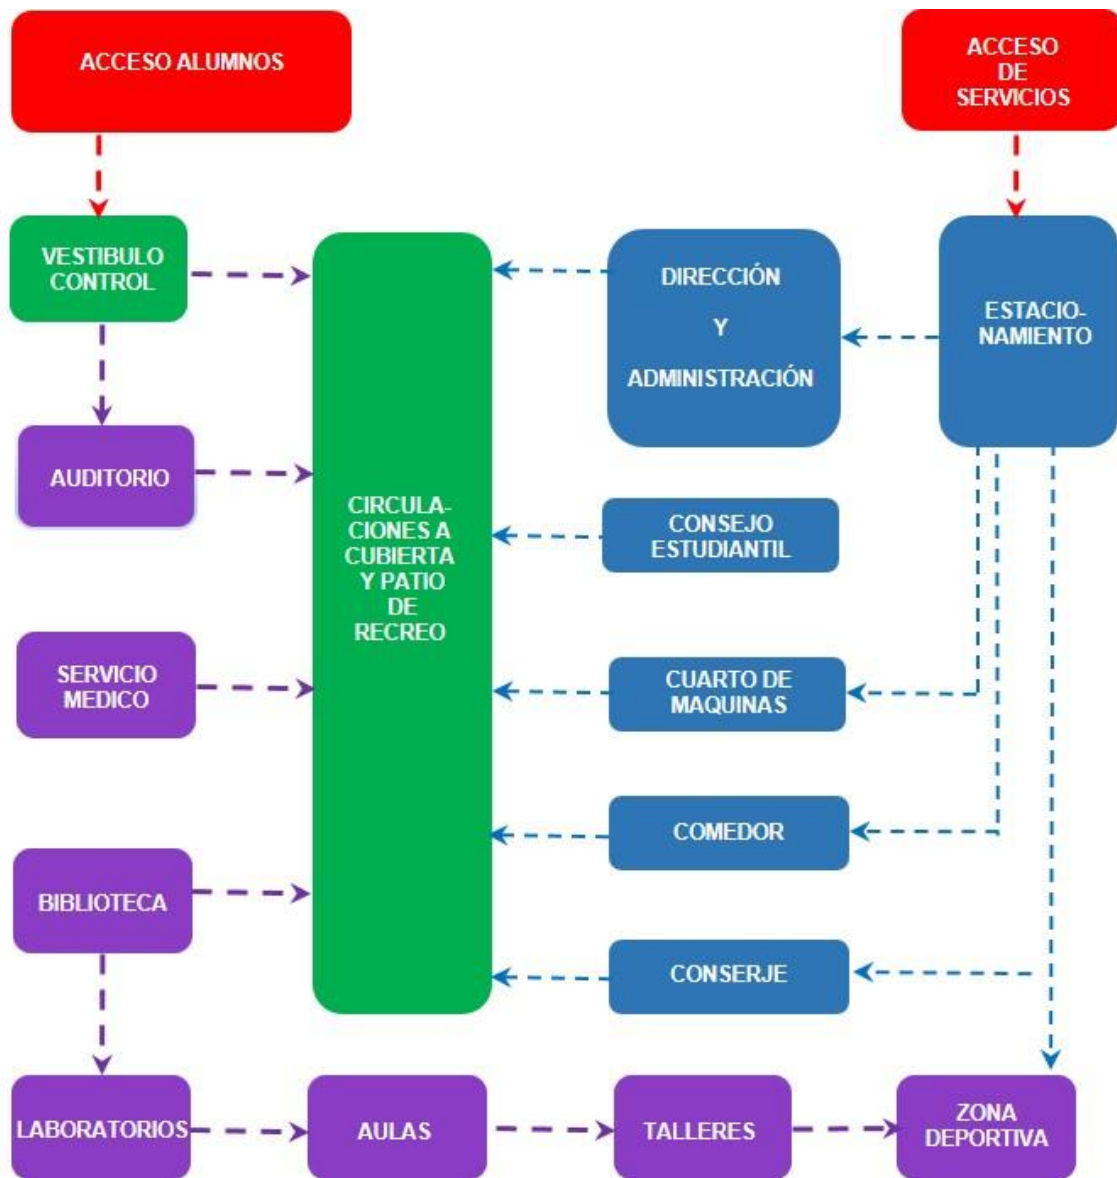 ACCESO ALUMNOS
ACCESO
DE
SERVICIOS
VESTIBULO
CONTROL
DIRECCIÓN
Y
ADMINISTRACIÓN
ESTACIO-
NAMIENTO
AUDITORIO
CIRCULA-
CIONES A
CUBIERTA
Y PATIO
DE
RECREO
CONSEJO
ESTUDIANTIL
SERVICIO
MEDICO
CUARTO DE
MAQUINAS
COMEDOR
BIBLIOTECA
CONSERJE
LABORATORIOS
AULAS
TALLERES
ZONA
DEPORTIVA